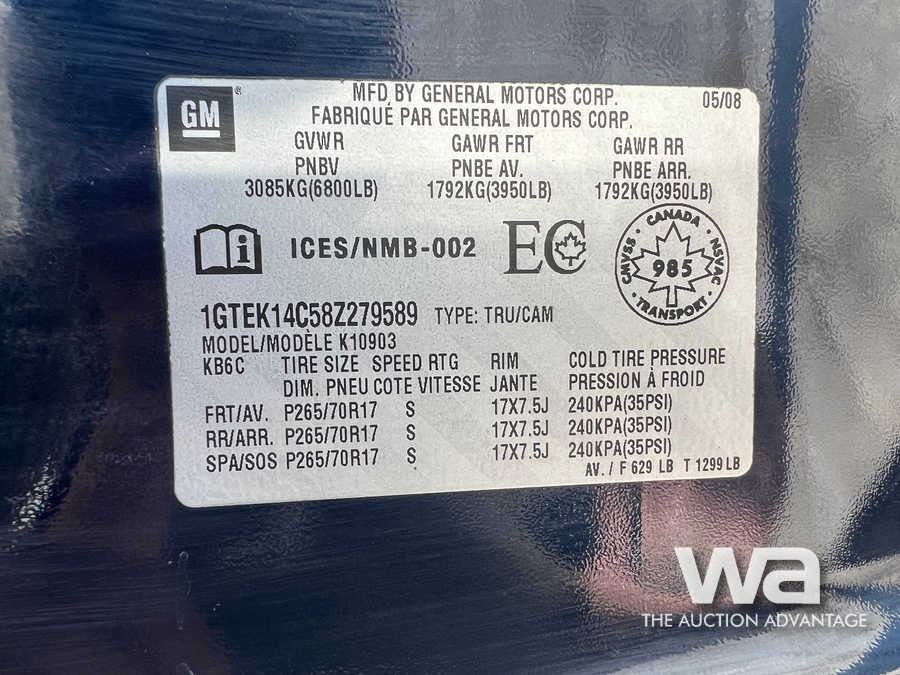 GM
MFD BY GENERAL MOTORS CORP. 05/08
FABRIQUÉ PAR GENERAL MOTORS CORP.
GVWR GAWR FRT GAWR RR
PNBV PNBE AV. PNBE ARR.
3085KG(6800LB) 1792KG(3950LB) 1792KG(3950LB)
i ICES/NMB-002 EC CANADA CMVSS 985 NSVAC TRANSPORT
1GTEK14C58Z279589 TYPE: TRU/CAM
MODEL/MODÈLE K10903
KB6C TIRE SIZE SPEED RTG RIM COLD TIRE PRESSURE
DIM. PNEU COTE VITESSE JANTE PRESSION À FROID
FRT/AV. P265/70R17 S 17X7.5J 240KPA(35PSI)
RR/ARR. P265/70R17 S 17X7.5J 240KPA(35PSI)
SPA/SOS P265/70R17 S 17X7.5J 240KPA(35PSI)
AV./F 629 LB T 1299 LB
wa
THE AUCTION ADVANTAGE